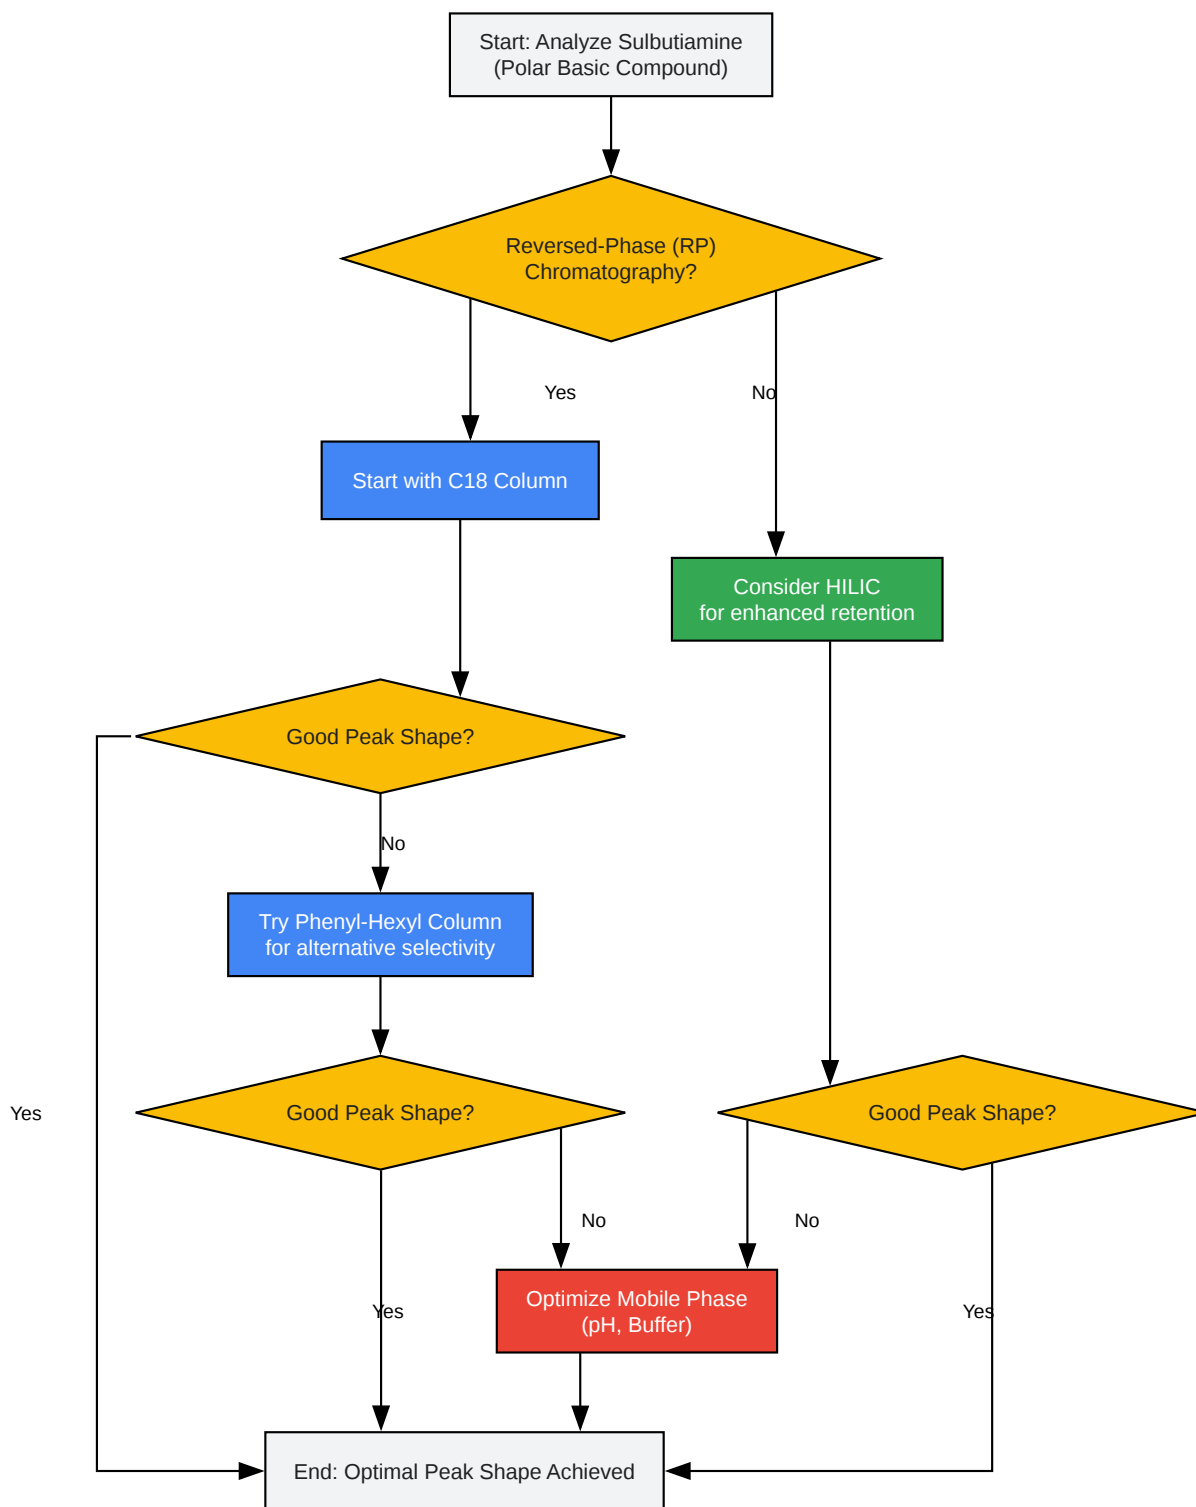 Start: Analyze Sulbutiamine
(Polar Basic Compound)
Reversed-Phase (RP)
Chromatography?
Yes
No
Start with C18 Column
Consider HILIC
for enhanced retention
Good Peak Shape?
No
Try Phenyl-Hexyl Column
for alternative selectivity
Yes
Good Peak Shape?
Good Peak Shape?
No
No
Optimize Mobile Phase
(pH, Buffer)
Yes
Yes
End: Optimal Peak Shape Achieved